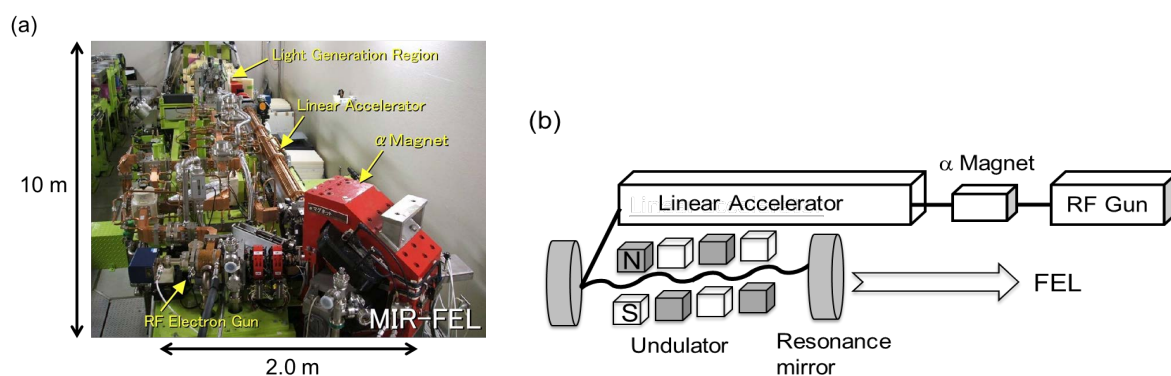 (a)
Light Generation Region
Linear Accelerator
α Magnet
10 m
RF Electron Gun
MIR-FEL
2.0 m
(b)
α Magnet
Linear Accelerator
RF Gun
N
S
FEL
Undulator
Resonance
mirror